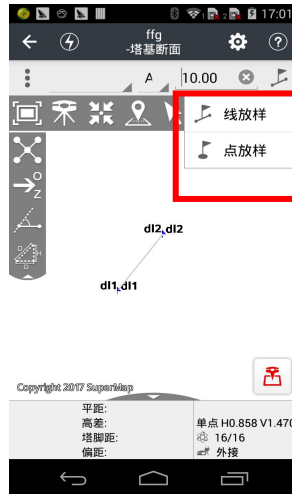 17:01
ffg
-塔基断面
A 10.00
线放样
点放样
dl2 dl2
dl1 dl1
Copyright 2017 SuperMap
平距:
高差: 单点 H0.858 V1.470
塔脚距: 16/16
偏距: 外接